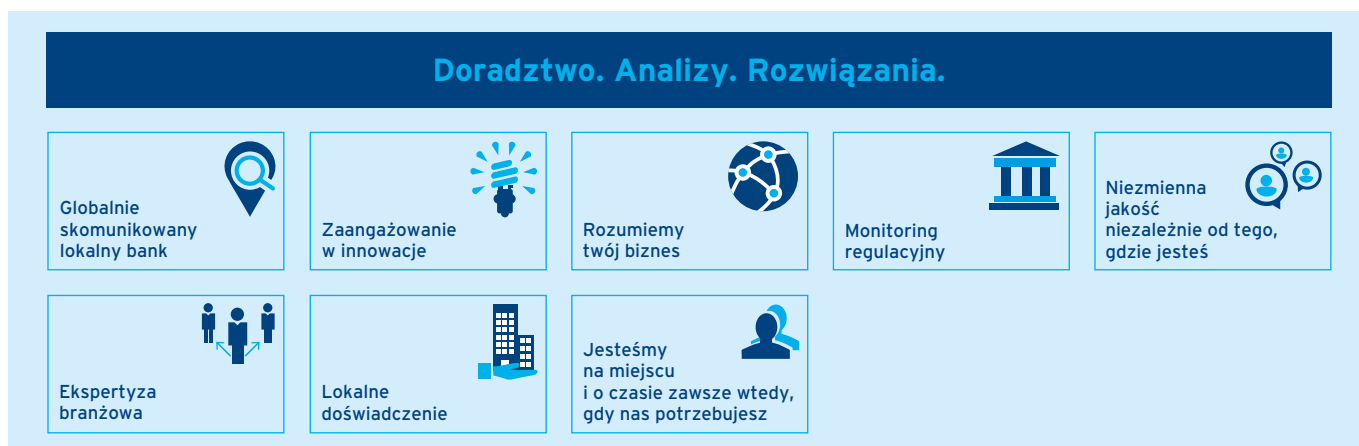 Doradztwo. Analizy. Rozwiązania.
Globalnie
skomunikowany
lokalny bank
Zaangażowanie
w innowacje
Rozumiemy
twój biznes
Monitoring
regulacyjny
Niezmienna
jakość
niezależnie od tego,
gdzie jesteś
Ekspertyza
branżowa
Lokalne
doświadczenie
Jesteśmy
na miejscu
i o czasie zawsze wtedy,
gdy nas potrzebujesz